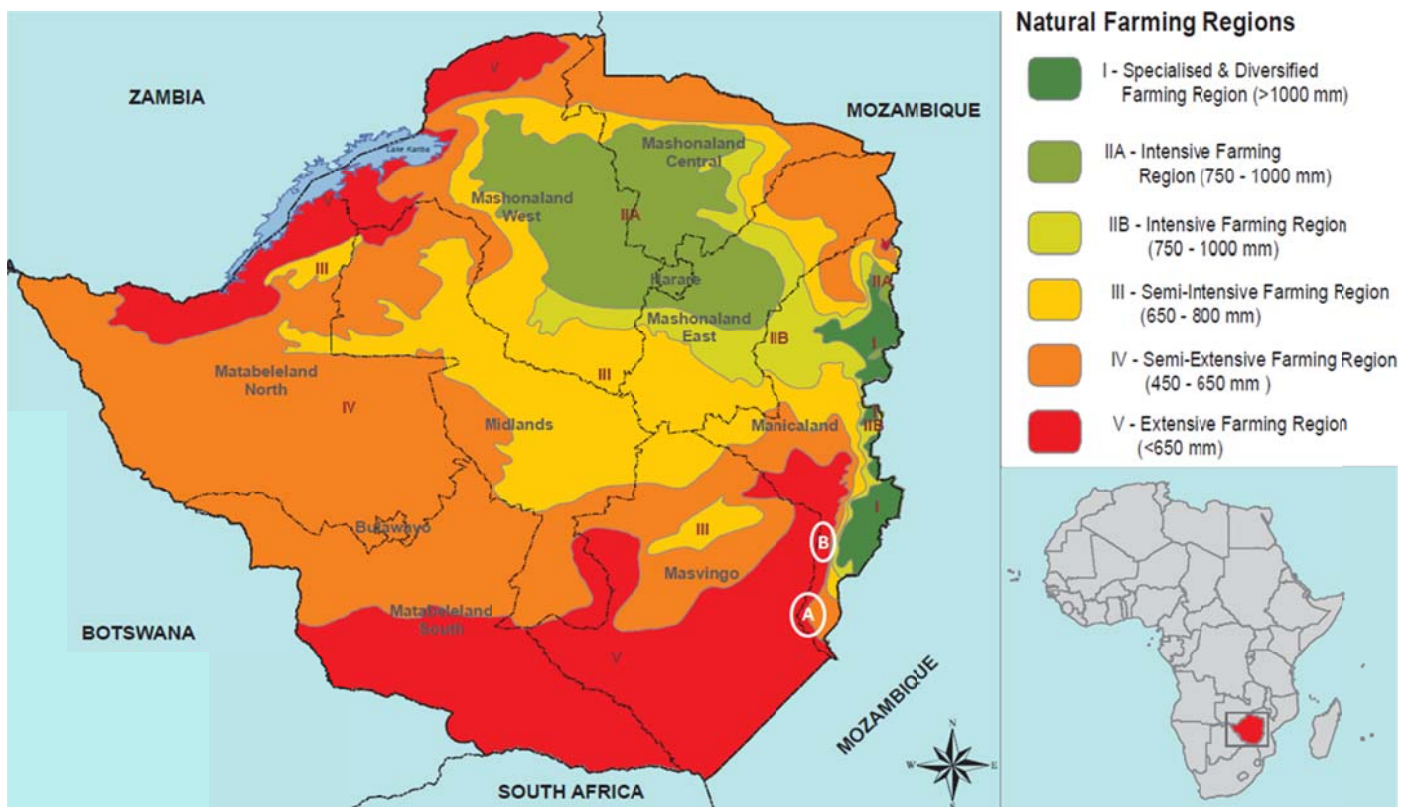 ZAMBIA
MOZAMBIQUE
BOTSWANA
SOUTH AFRICA
MOZAMBIQUE
Lake Kariba
Mashonaland
Central
Mashonaland
West
Harare
Mashonaland
East
Matabeleland
North
Midlands
Manicaland
Bulawayo
Masvingo
Matabeleland
South
V
V
IIA
III
IIA
I
IIB
III
IV
I
IIB
I
III
V
B
A
N
W
E
S
Natural Farming Regions
I - Specialised & Diversified
Farming Region (>1000 mm)
IIA - Intensive Farming
Region (750 - 1000 mm)
IIB - Intensive Farming Region
(750 - 1000 mm)
III - Semi-Intensive Farming Region
(650 - 800 mm)
IV - Semi-Extensive Farming Region
(450 - 650 mm )
V - Extensive Farming Region
(<650 mm)